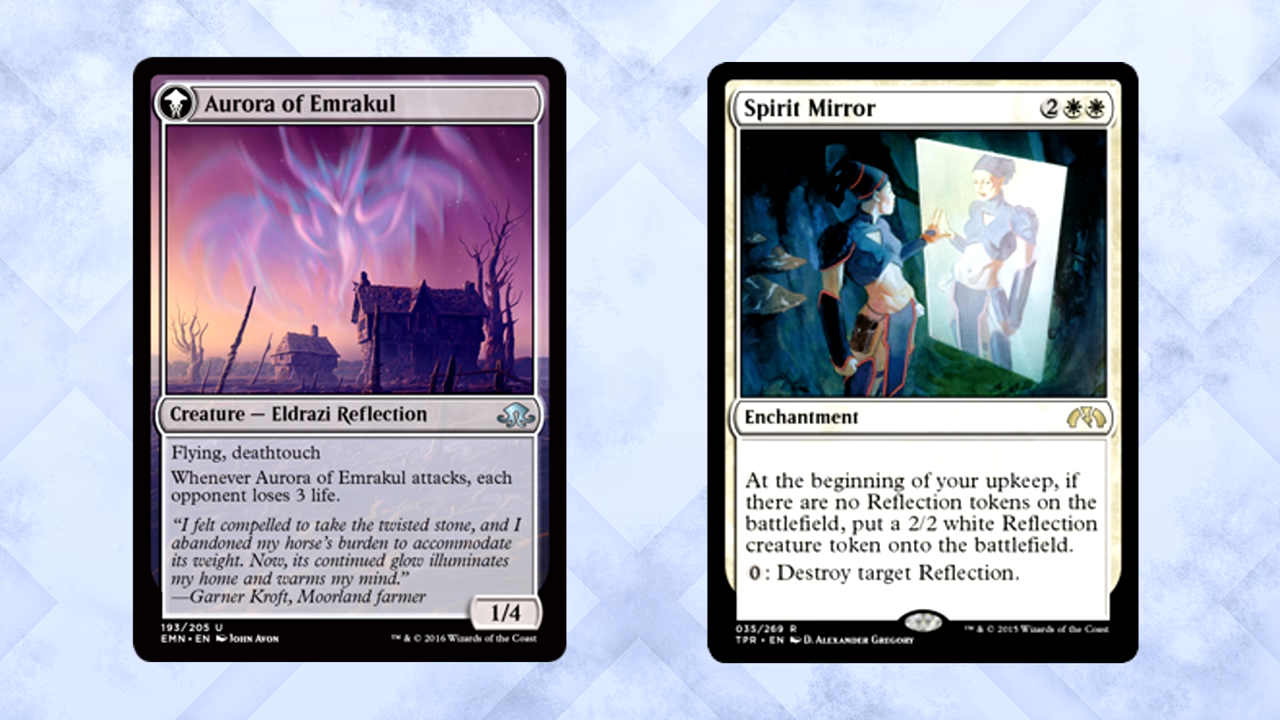 Aurora of Emrakul
Creature — Eldrazi Reflection
Flying, deathtouch
Whenever Aurora of Emrakul attacks, each
opponent loses 3 life.
“I felt compelled to take the twisted stone, and I
abandoned my horse’s burden to accommodate
its weight. Now, its continued glow illuminates
my home and warms my mind.”
—Garner Kroft, Moorland farmer
1/4
193/205 U
EMN • EN John Avon
™ & © 2016 Wizards of the Coast
Spirit Mirror
2
Enchantment
At the beginning of your upkeep, if
there are no Reflection tokens on the
battlefield, put a 2/2 white Reflection
creature token onto the battlefield.
0: Destroy target Reflection.
035/269 R
TPR • EN D. Alexander Gregory
™ & © 2015 Wizards of the Coast